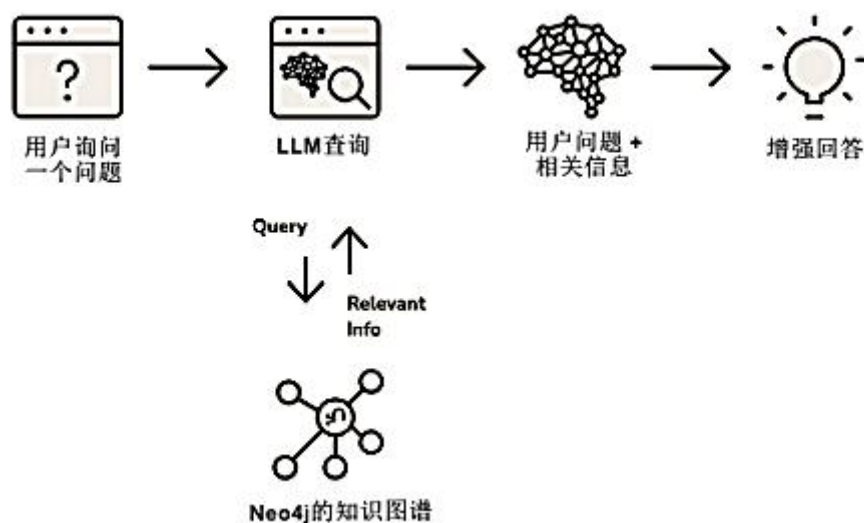 用户询问
一个问题
LLM查询
用户问题 +
相关信息
增强回答
Query
Relevant
Info
Neo4j的知识图谱